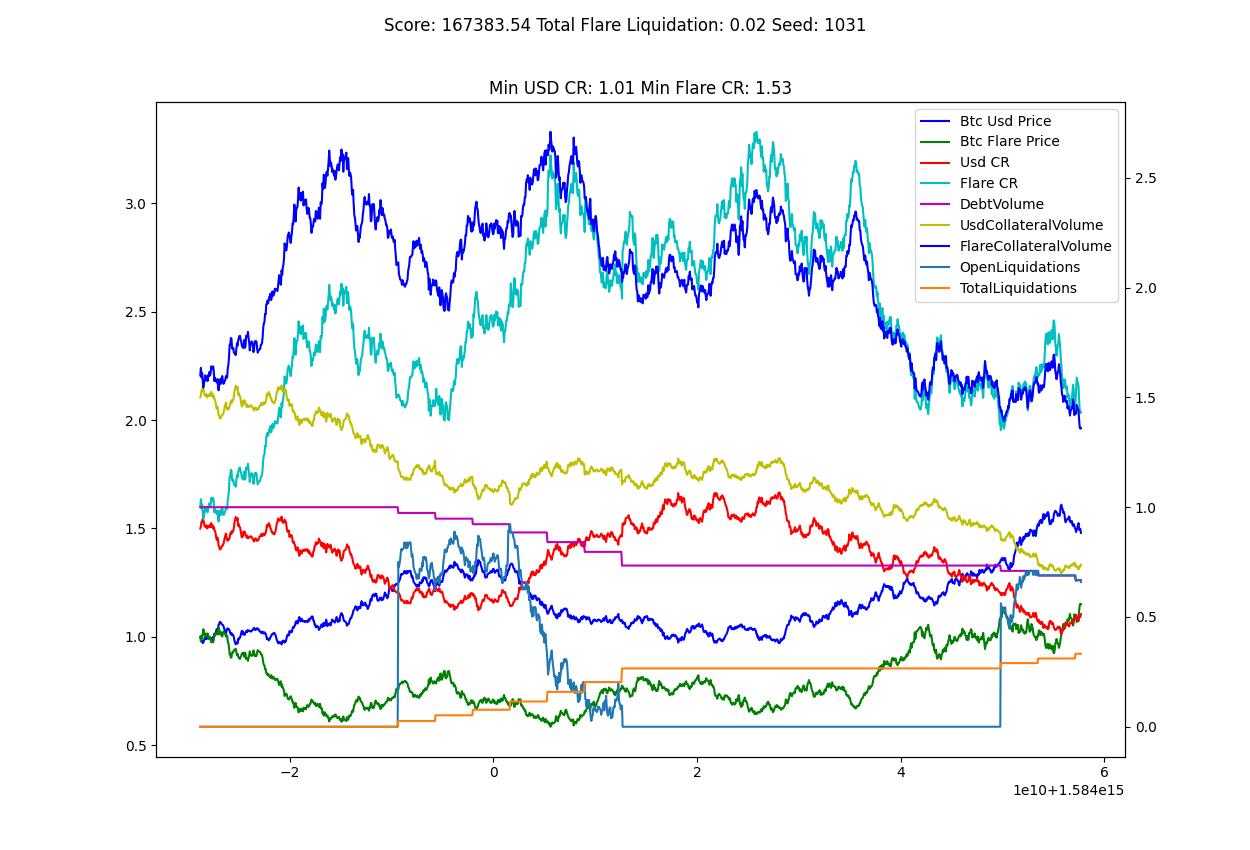 Score: 167383.54 Total Flare Liquidation: 0.02 Seed: 1031
Min USD CR: 1.01 Min Flare CR: 1.53
Btc Usd Price
Btc Flare Price
Usd CR
Flare CR
DebtVolume
UsdCollateralVolume
FlareCollateralVolume
OpenLiquidations
TotalLiquidations
3.0
2.5
2.0
1.5
1.0
0.5
2.5
2.0
1.5
1.0
0.5
0.0
−2 0 2 4 6
1e10+1.584e15